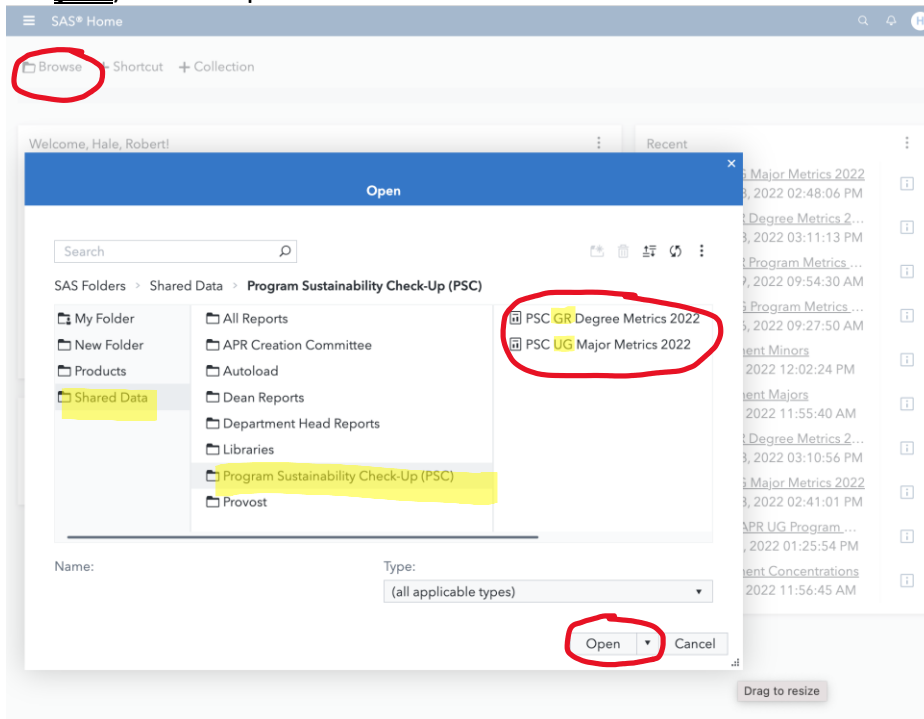 SAS® Home
H
Browse + Shortcut + Collection
Welcome, Hale, Robert!
Recent
Open
Search
SAS Folders > Shared Data > Program Sustainability Check-Up (PSC)
My Folder
New Folder
Products
Shared Data
All Reports
APR Creation Committee
Autoload
Dean Reports
Department Head Reports
Libraries
Program Sustainability Check-Up (PSC)
Provost
PSC GR Degree Metrics 2022
PSC UG Major Metrics 2022
Name:
Type:
(all applicable types)
Open
Cancel
Major Metrics 2022
, 2022 02:48:06 PM
Degree Metrics 2...
, 2022 03:11:13 PM
Program Metrics ...
, 2022 09:54:30 AM
Program Metrics ...
, 2022 09:27:50 AM
ent Minors
2022 12:02:24 PM
ent Majors
2022 11:55:40 AM
Degree Metrics 2...
, 2022 03:10:56 PM
Major Metrics 2022
, 2022 02:41:01 PM
APR UG Program ...
, 2022 01:25:54 PM
ent Concentrations
2022 11:56:45 AM
Drag to resize